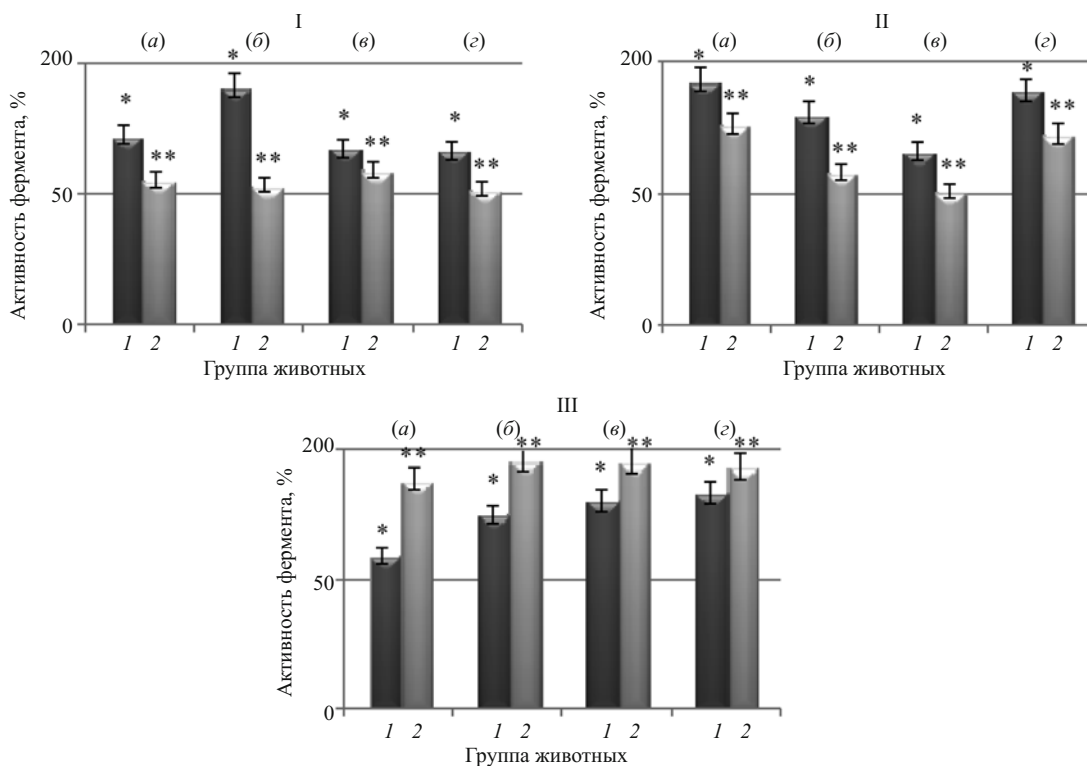 I
(а) (б) (в) (г)
Активность фермента, %
200
50
0
* ** * ** * ** * **
1 2 1 2 1 2 1 2
Группа животных
II
(а) (б) (в) (г)
Активность фермента, %
200
50
0
* ** * ** * ** * **
1 2 1 2 1 2 1 2
Группа животных
III
(а) (б) (в) (г)
Активность фермента, %
200
50
0
* ** * ** * ** * **
1 2 1 2 1 2 1 2
Группа животных